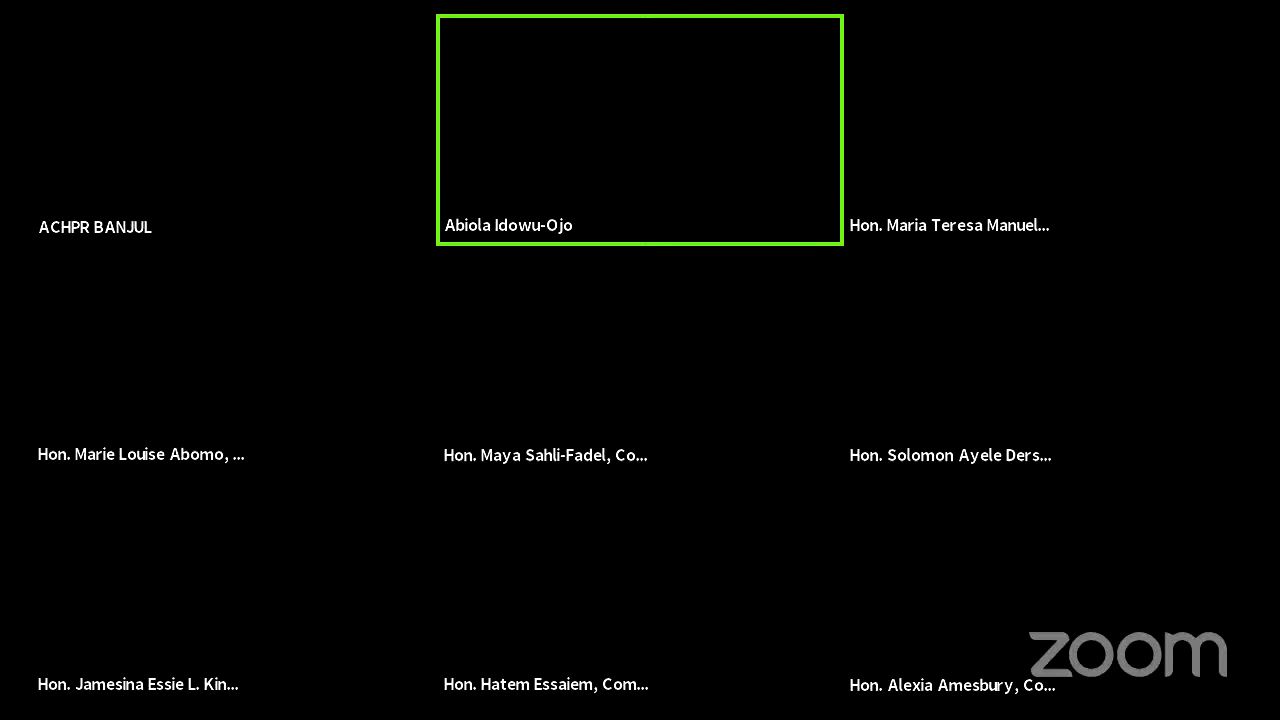 ACHPR BANJUL
Abiola Idowu-Ojo
Hon. Maria Teresa Manuel...
Hon. Marie Louise Abomo, ...
Hon. Maya Sahli-Fadel, Co...
Hon. Solomon Ayele Ders...
Hon. Jamesina Essie L. Kin...
Hon. Hatem Essaiem, Com...
Hon. Alexia Amesbury, Co...
zoom